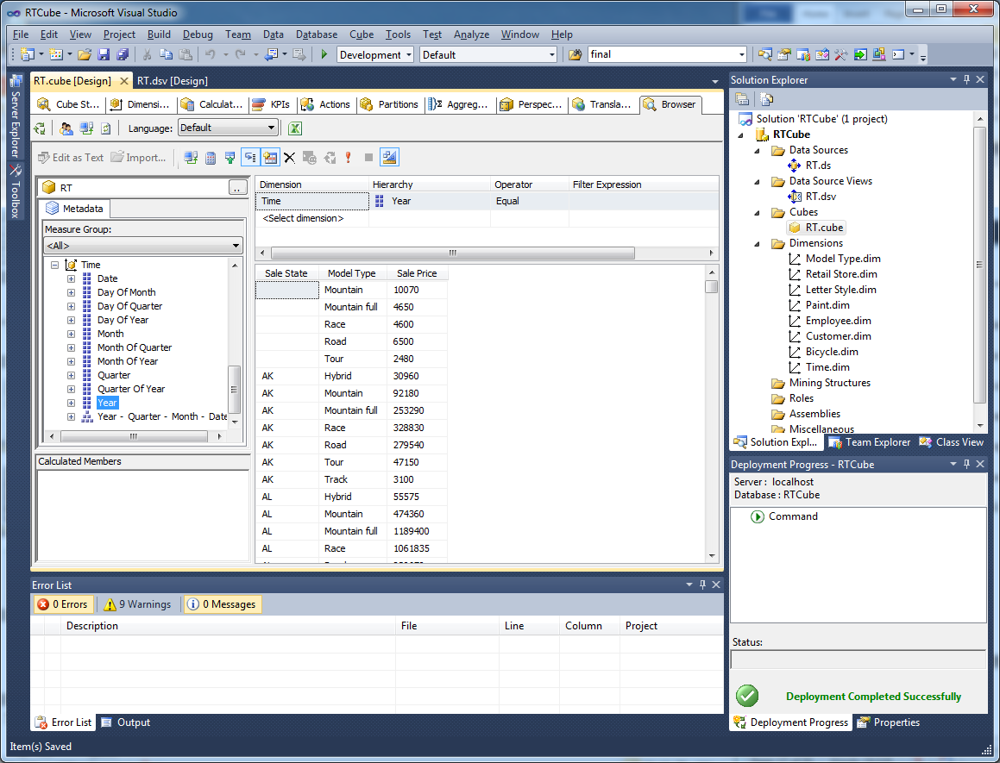 RTCube - Microsoft Visual Studio
File Edit View Project Build Debug Team Data Database Cube Tools Test Analyze Window Help
Development Default final
Server Explorer
Toolbox
RT.cube [Design] RT.dsv [Design]
Cube St... Dimensi... Calculat... KPIs Actions Partitions Aggreg... Perspec... Transla... Browser
Language: Default
Edit as Text Import...
RT ..
Metadata
Measure Group:
<All>
Time
Date
Day Of Month
Day Of Quarter
Day Of Year
Month
Month Of Quarter
Month Of Year
Quarter
Quarter Of Year
Year
Year - Quarter - Month - Date
Calculated Members
Dimension Hierarchy Operator Filter Expression
Time Year Equal
<Select dimension>
Sale State Model Type Sale Price
Mountain 10070
Mountain full 4650
Race 4600
Road 6500
Tour 2480
AK Hybrid 30960
AK Mountain 92180
AK Mountain full 253290
AK Race 328830
AK Road 279540
AK Tour 47150
AK Track 3100
AL Hybrid 55575
AL Mountain 474360
AL Mountain full 1189400
AL Race 1061835
Error List
0 Errors 9 Warnings 0 Messages
Description File Line Column Project
Error List Output
Item(s) Saved
Solution Explorer
Solution 'RTCube' (1 project)
RTCube
Data Sources
RT.ds
Data Source Views
RT.dsv
Cubes
RT.cube
Dimensions
Model Type.dim
Retail Store.dim
Letter Style.dim
Paint.dim
Employee.dim
Customer.dim
Bicycle.dim
Time.dim
Mining Structures
Roles
Assemblies
Miscellaneous
Solution Expl... Team Explorer Class View
Deployment Progress - RTCube
Server : localhost
Database : RTCube
Command
Status:
Deployment Completed Successfully
Deployment Progress Properties